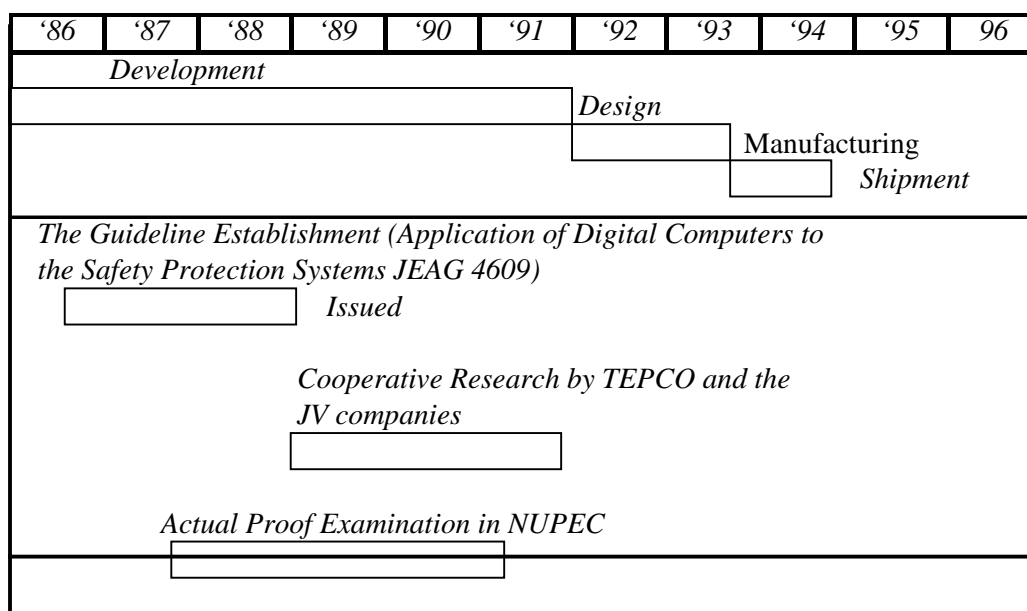 ‘86 ‘87 ‘88 ‘89 ‘90 ‘91 ‘92 ‘93 ‘94 ‘95 96
Development
Design
Manufacturing
Shipment
The Guideline Establishment (Application of Digital Computers to
the Safety Protection Systems JEAG 4609)
Issued
Cooperative Research by TEPCO and the
JV companies
Actual Proof Examination in NUPEC